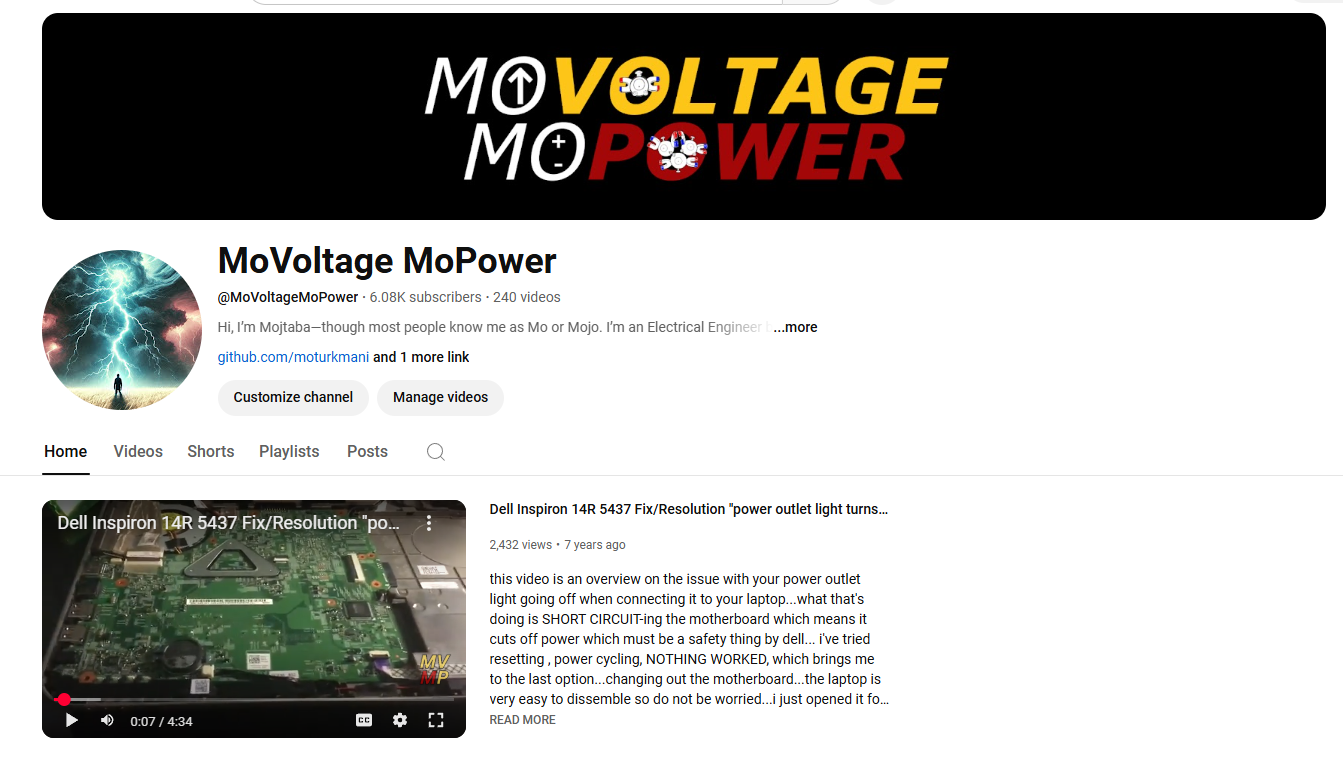 MOVOLTAGE
MOPOWER
MoVoltage MoPower
@MoVoltageMoPower · 6.08K subscribers · 240 videos
Hi, I’m Mojtaba—though most people know me as Mo or Mojo. I’m an Electrical Engineer ...more
github.com/moturkmani and 1 more link
Customize channel Manage videos
Home Videos Shorts Playlists Posts
Dell Inspiron 14R 5437 Fix/Resolution "po...
MV
MP
0:07 / 4:34
CC
Dell Inspiron 14R 5437 Fix/Resolution "power outlet light turns...
2,432 views • 7 years ago
this video is an overview on the issue with your power outlet
light going off when connecting it to your laptop...what that's
doing is SHORT CIRCUIT-ing the motherboard which means it
cuts off power which must be a safety thing by dell... i've tried
resetting , power cycling, NOTHING WORKED, which brings me
to the last option...changing out the motherboard...the laptop is
very easy to dissemble so do not be worried...i just opened it fo...
READ MORE